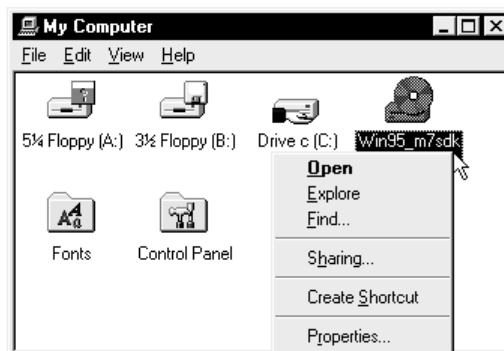 My Computer
File Edit View Help
5¼ Floppy (A:) 3½ Floppy (B:) Drive c (C:) Win95_m7sdk
Open
Explore
Find...
Fonts Control Panel
Sharing...
Create Shortcut
Properties...